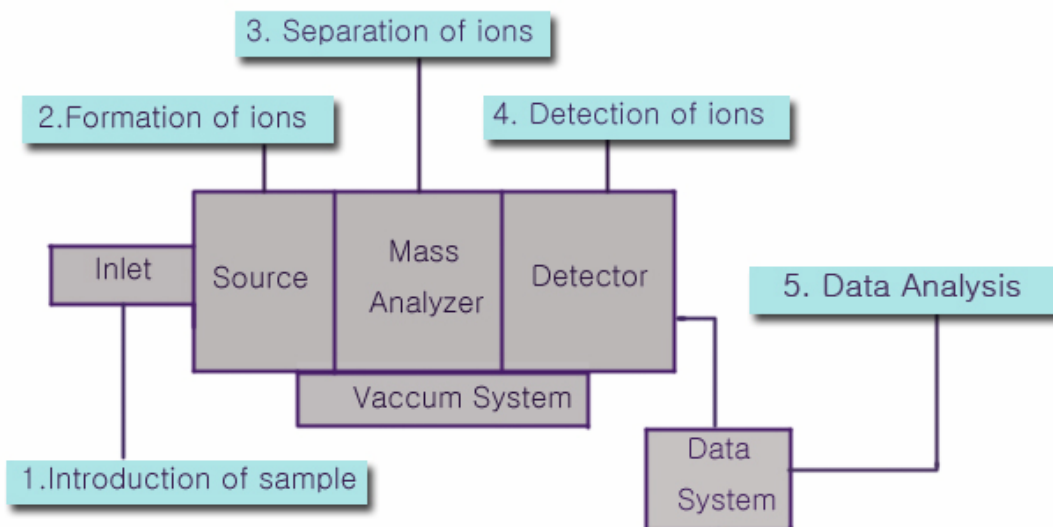 3. Separation of ions
2.Formation of ions
4. Detection of ions
Inlet
Source
Mass
Analyzer
Detector
5. Data Analysis
Vaccum System
1.Introduction of sample
Data
System